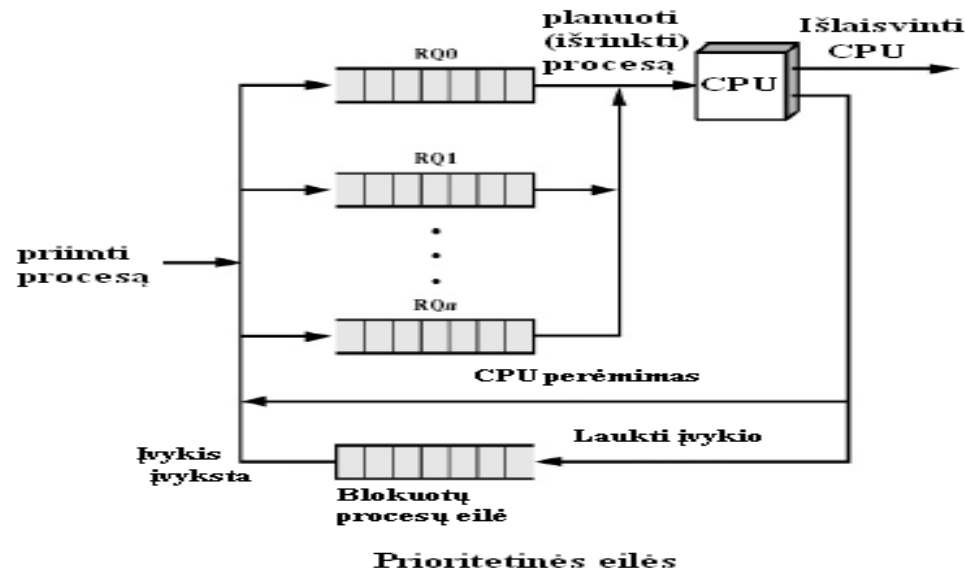 planuoti
(išrinkti)
procesą
Išlaisvinti
CPU
RQ0
CPU
RQ1
priimti
procesą
RQn
CPU perėmimas
Laukti įvykio
Įvykis
įvyksta
Blokuotų
procesų eilė
Prioritetinės eilės